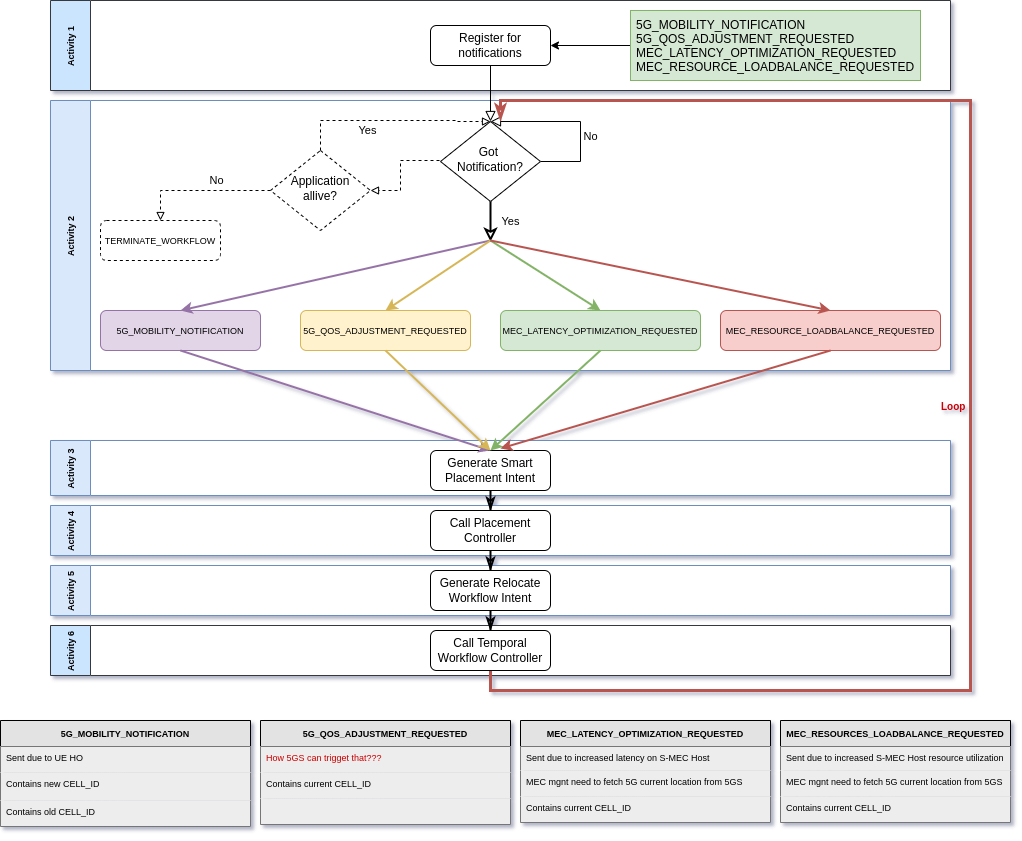 Activity 1
Register for
notifications
5G_MOBILITY_NOTIFICATION
5G_QOS_ADJUSTMENT_REQUESTED
MEC_LATENCY_OPTIMIZATION_REQUESTED
MEC_RESOURCE_LOADBALANCE_REQUESTED
Activity 2
Yes
No
Got
Notification?
Application
allive?
No
Yes
TERMINATE_WORKFLOW
5G_MOBILITY_NOTIFICATION
5G_QOS_ADJUSTMENT_REQUESTED
MEC_LATENCY_OPTIMIZATION_REQUESTED
MEC_RESOURCE_LOADBALANCE_REQUESTED
Loop
Activity 3
Generate Smart
Placement Intent
Activity 4
Call Placement
Controller
Activity 5
Generate Relocate
Workflow Intent
Activity 6
Call Temporal
Workflow Controller
5G_MOBILITY_NOTIFICATION
Sent due to UE HO
Contains new CELL_ID
Contains old CELL_ID
5G_QOS_ADJUSTMENT_REQUESTED
How 5GS can trigget that???
Contains current CELL_ID
MEC_LATENCY_OPTIMIZATION_REQUESTED
Sent due to increased latency on S-MEC Host
MEC mgnt need to fetch 5G current location from 5GS
Contains current CELL_ID
MEC_RESOURCES_LOADBALANCE_REQUESTED
Sent due to increased S-MEC Host resource utilization
MEC mgnt need to fetch 5G current location from 5GS
Contains current CELL_ID